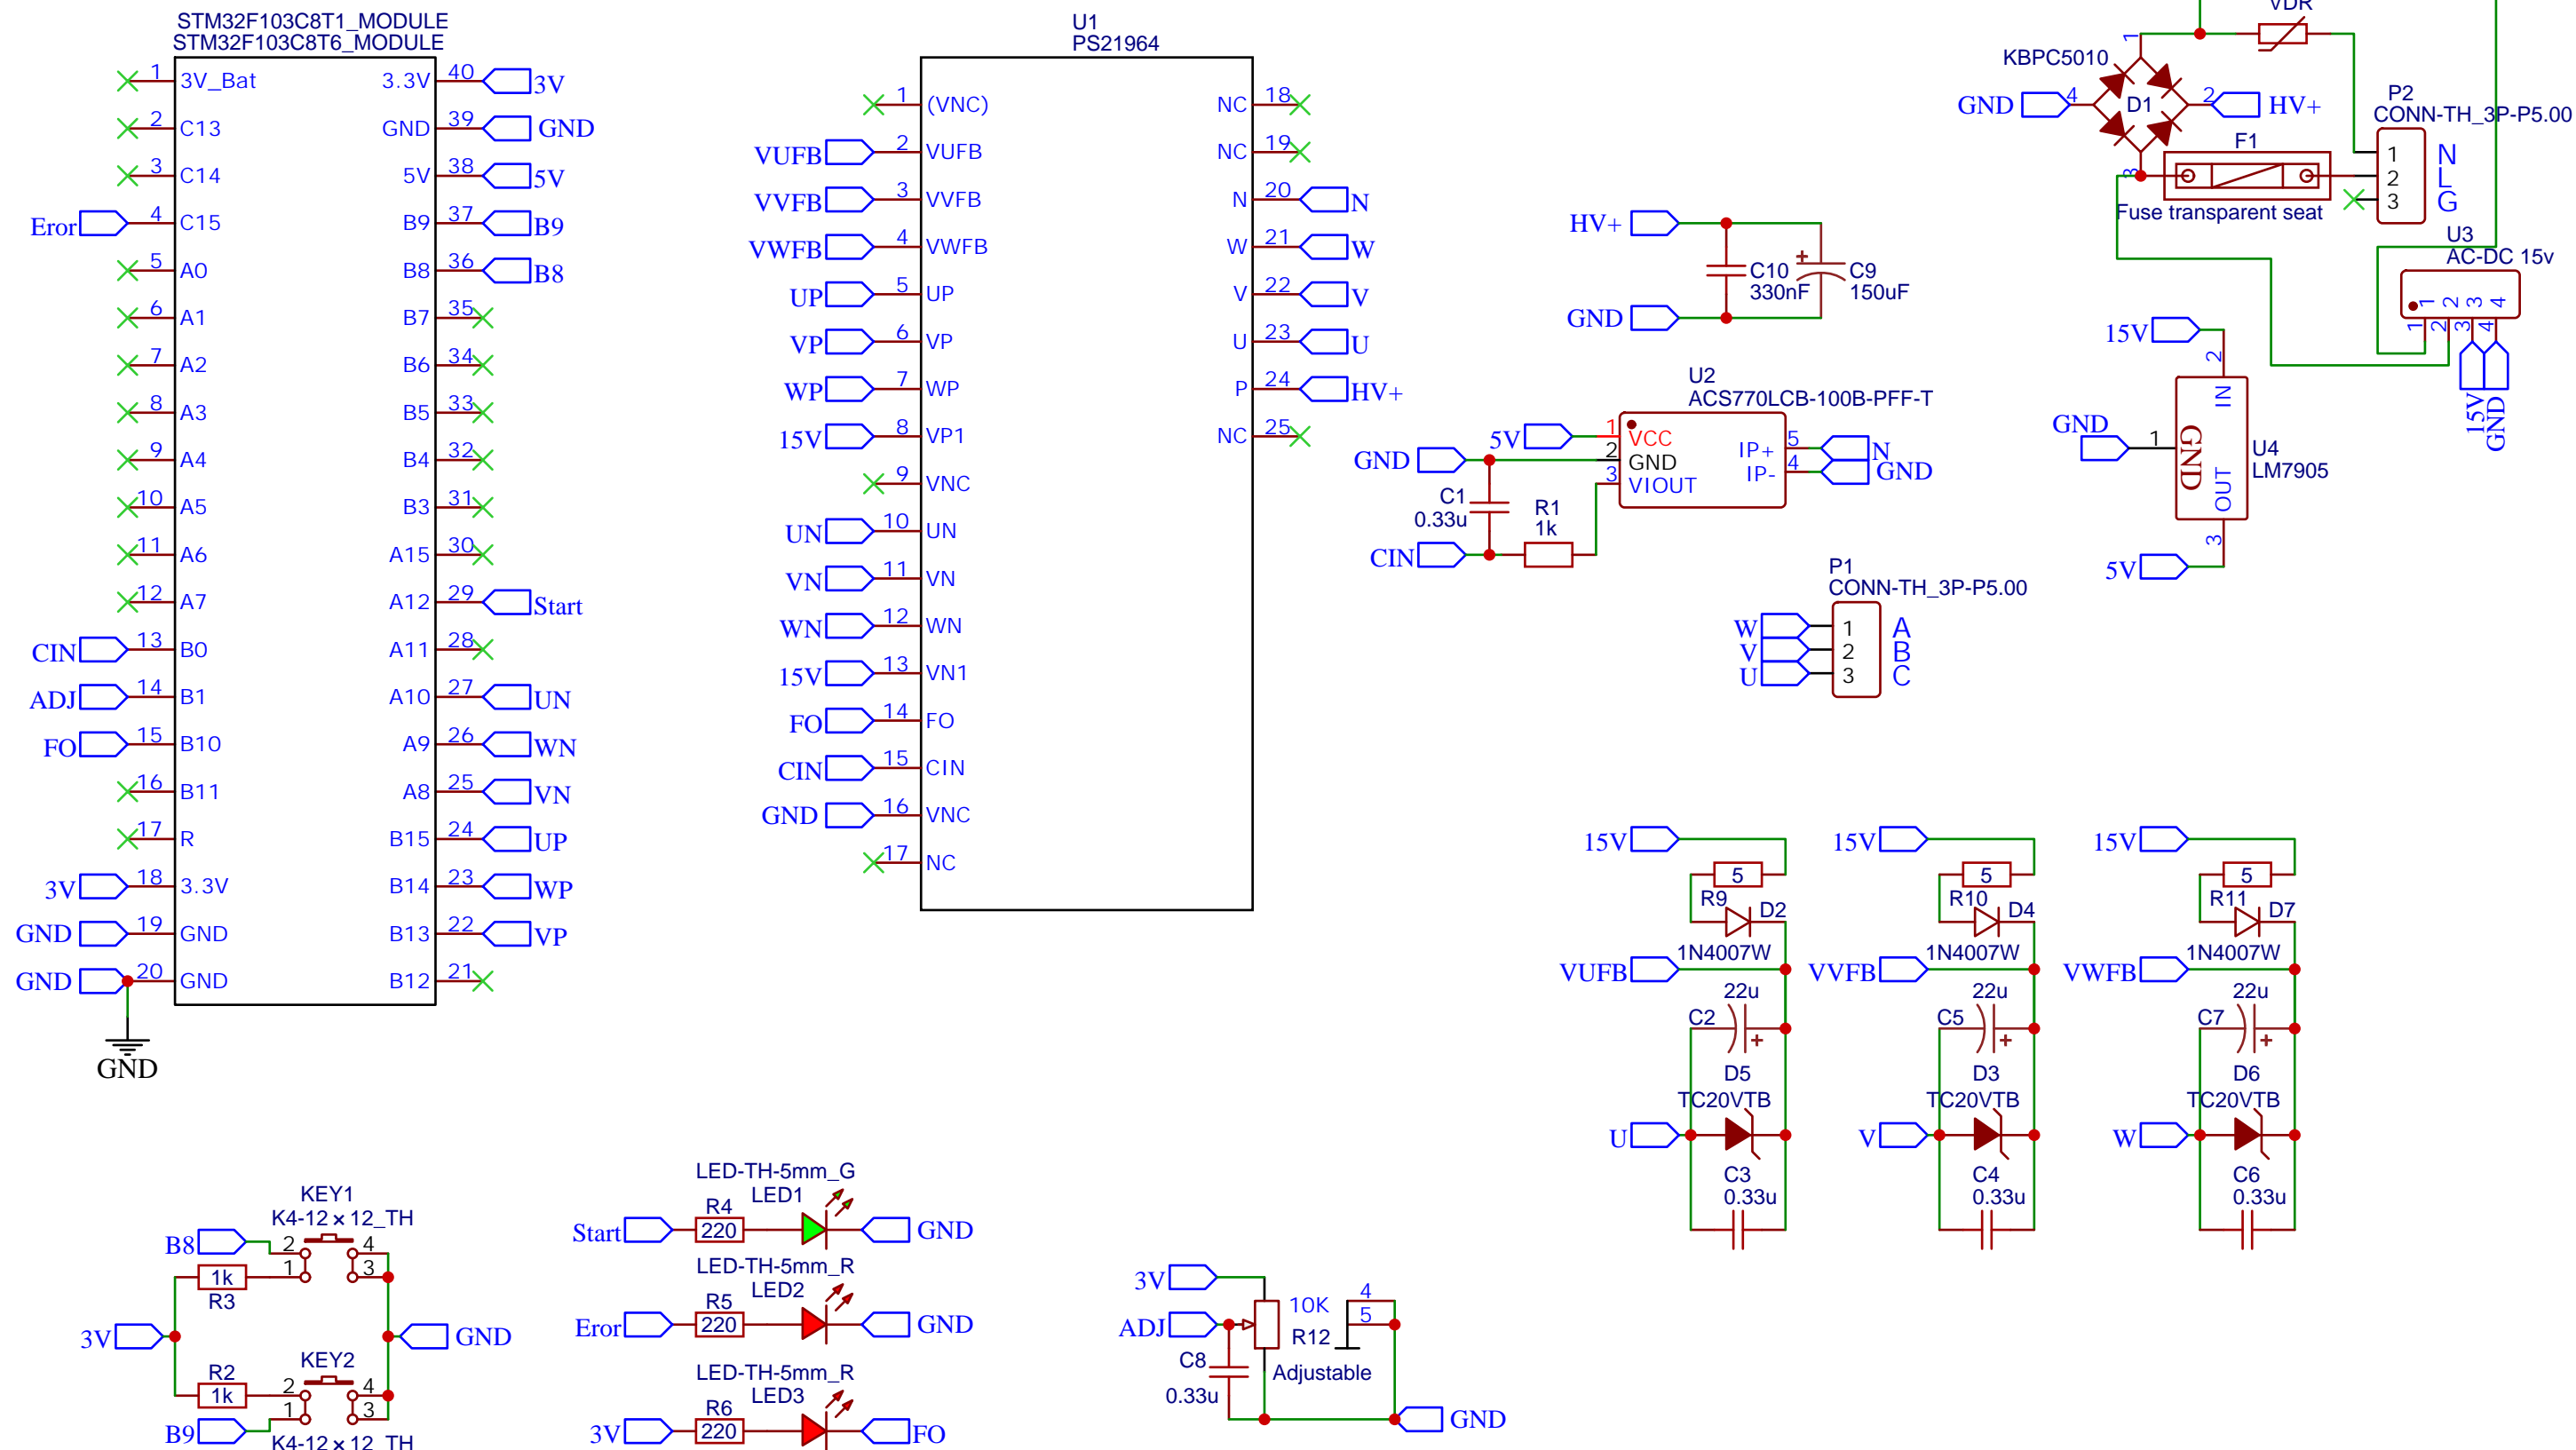 STM32F103C8T1_MODULE
STM32F103C8T6_MODULE
1 3V_Bat 3.3V 40 3V
2 C13 GND 39 GND
3 C14 5V 38 5V
Eror 4 C15 B9 37 B9
5 A0 B8 36 B8
6 A1 B7 35
7 A2 B6 34
8 A3 B5 33
9 A4 B4 32
10 A5 B3 31
11 A6 A15 30
12 A7 A12 29 Start
CIN 13 B0 A11 28
ADJ 14 B1 A10 27 UN
FO 15 B10 A9 26 WN
16 B11 A8 25 VN
17 R B15 24 UP
3V 18 3.3V B14 23 WP
GND 19 GND B13 22 VP
GND 20 GND B12 21
GND
U1
PS21964
1 (VNC) NC 18
VUFB 2 VUFB NC 19
VVFB 3 VVFB N 20 N
VWFB 4 VWFB W 21 W
UP 5 UP V 22 V
VP 6 VP U 23 U
WP 7 WP P 24 HV+
15V 8 VP1 NC 25
9 VNC
UN 10 UN
VN 11 VN
WN 12 WN
15V 13 VN1
FO 14 FO
CIN 15 CIN
GND 16 VNC
17 NC
VDR
KBPC5010
1
GND 4 D1 2 HV+
3
F1
Fuse transparent seat
P2
CONN-TH_3P-P5.00
1 N
2 L
3 G
U3
AC-DC 15v
1 2 3 4
1 2 3 4
15V GND
HV+
C10
330nF
C9
150uF
GND
U2
ACS770LCB-100B-PFF-T
5V 1 VCC IP+ 5 N
GND 2 GND IP- 4 GND
3 VIOUT
C1
0.33u
R1
1k
CIN
15V
2
IN
GND 1 GND
U4
LM7905
OUT
3
5V
P1
CONN-TH_3P-P5.00
W 1 A
V 2 B
U 3 C
15V
5
R9
D2
1N4007W
VUFB
22u
C2
D5
TC20VTB
U
C3
0.33u
15V
5
R10
D4
1N4007W
VVFB
22u
C5
D3
TC20VTB
V
C4
0.33u
15V
5
R11
D7
1N4007W
VWFB
22u
C7
D6
TC20VTB
W
C6
0.33u
KEY1
K4-12×12_TH
B8 2 4
1k 1 3
R3
3V GND
R2 KEY2
1k 2 4
B9 1 3
K4-12×12_TH
LED-TH-5mm_G
LED1
R4
Start 220 GND
LED-TH-5mm_R
LED2
R5
Eror 220 GND
LED-TH-5mm_R
LED3
R6
3V 220 FO
3V
10K
4
5
ADJ
R12
C8
0.33u
Adjustable
GND